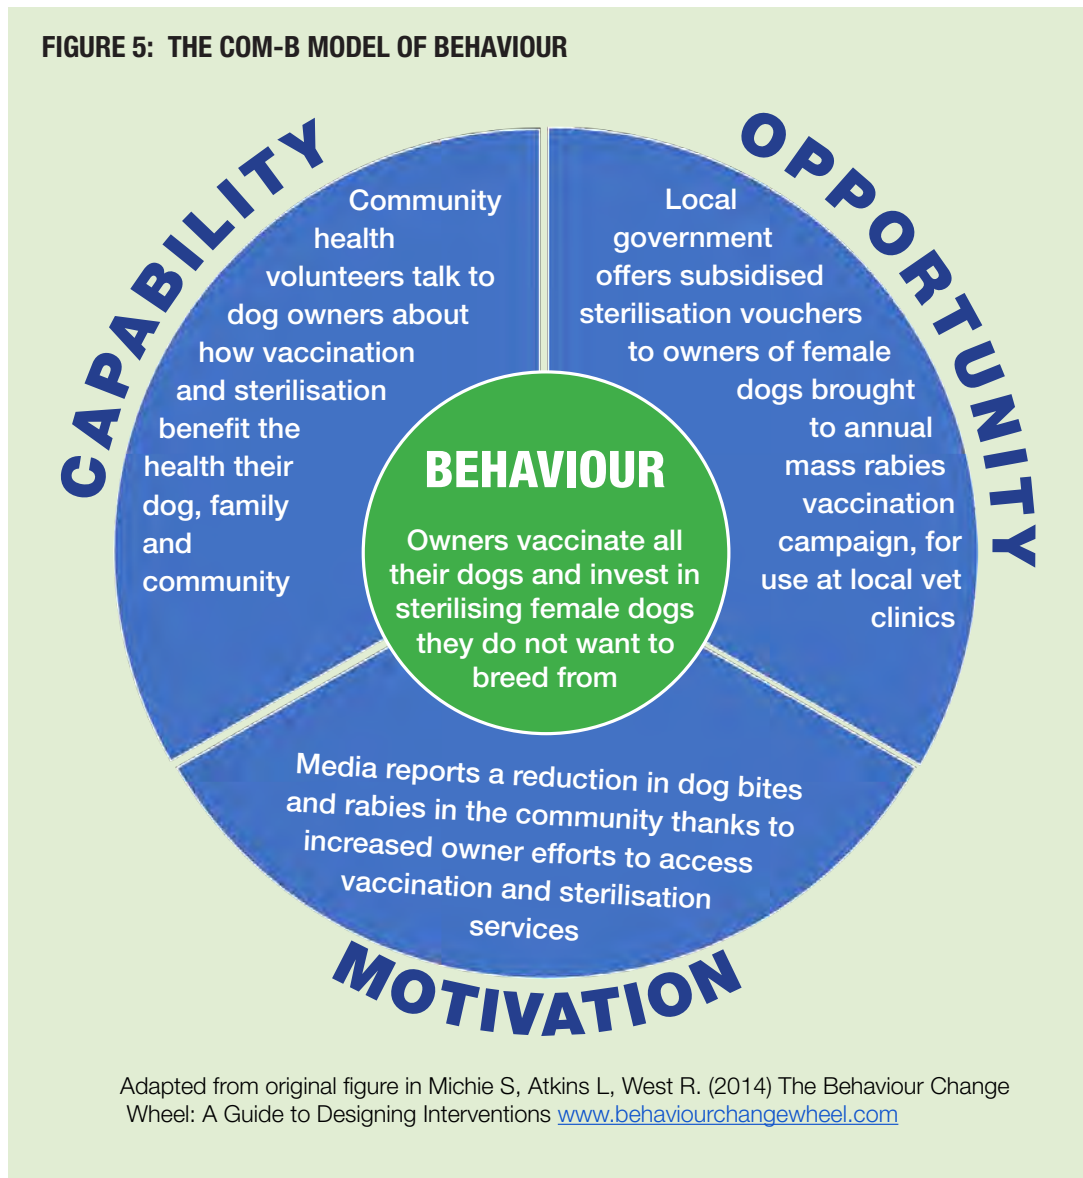 FIGURE 5: THE COM-B MODEL OF BEHAVIOUR
CAPABILITY
Community
health
volunteers talk to
dog owners about
how vaccination
and sterilisation
benefit the
health their
dog, family
and
community
OPPORTUNITY
Local
government
offers subsidised
sterilisation vouchers
to owners of female
dogs brought
to annual
mass rabies
vaccination
campaign, for
use at local vet
clinics
BEHAVIOUR
Owners vaccinate all
their dogs and invest in
sterilising female dogs
they do not want to
breed from
Media reports a reduction in dog bites
and rabies in the community thanks to
increased owner efforts to access
vaccination and sterilisation
services
MOTIVATION
Adapted from original figure in Michie S, Atkins L, West R. (2014) The Behaviour Change
Wheel: A Guide to Designing Interventions www.behaviourchangewheel.com